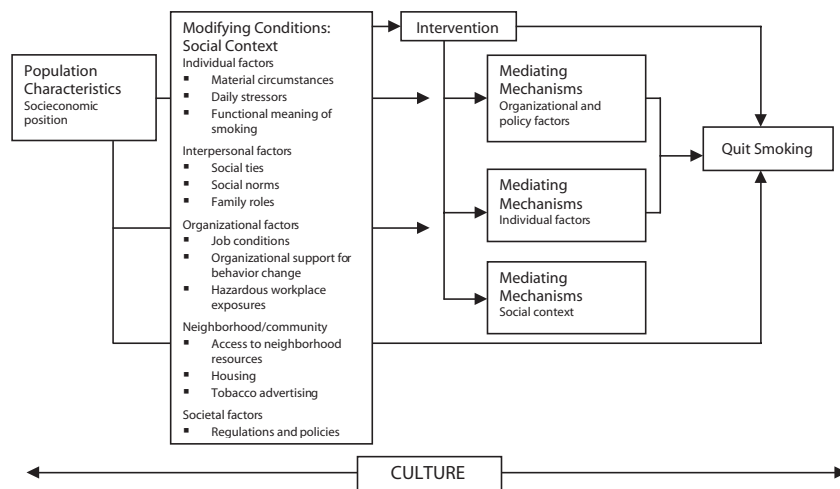 Population
Characteristics
Socieconomic
position
Modifying Conditions:
Social Context
Individual factors
▪ Material circumstances
▪ Daily stressors
▪ Functional meaning of
smoking
Interpersonal factors
▪ Social ties
▪ Social norms
▪ Family roles
Organizational factors
▪ Job conditions
▪ Organizational support for
behavior change
▪ Hazardous workplace
exposures
Neighborhood/community
▪ Access to neighborhood
resources
▪ Housing
▪ Tobacco advertising
Societal factors
▪ Regulations and policies
Intervention
Mediating
Mechanisms
Organizational and
policy factors
Mediating
Mechanisms
Individual factors
Mediating
Mechanisms
Social context
Quit Smoking
CULTURE